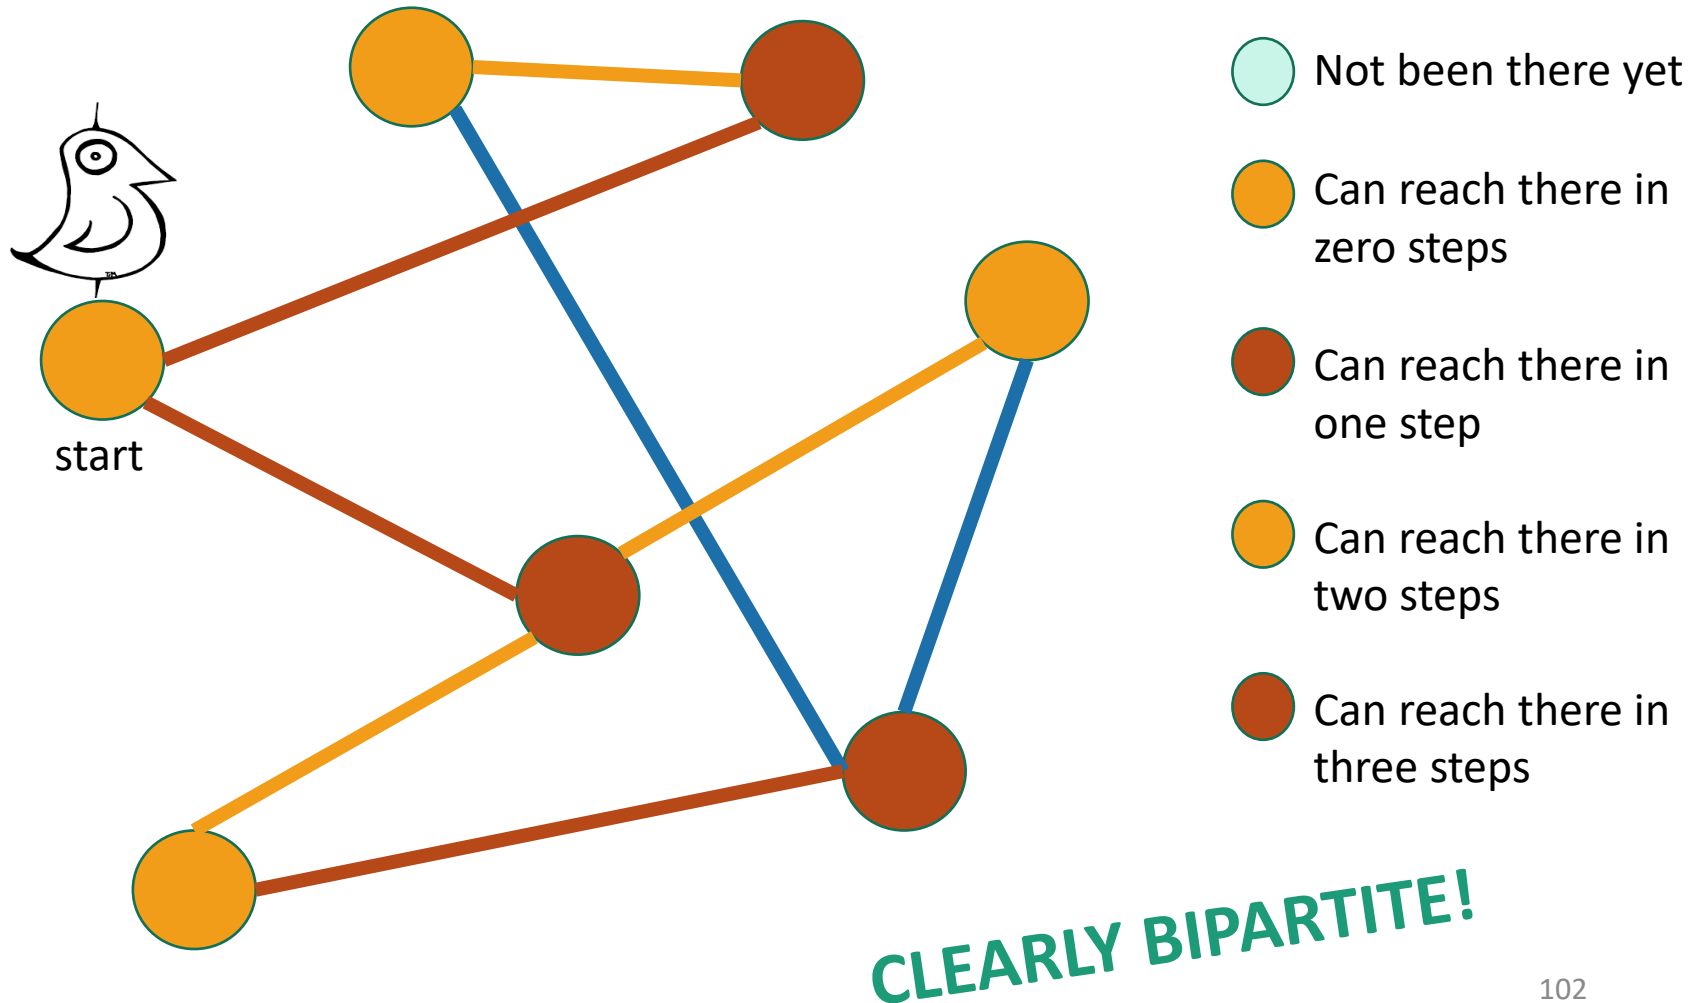 Not been there yet
Can reach there in
zero steps
Can reach there in
one step
start
Can reach there in
two steps
Can reach there in
three steps
CLEARLY BIPARTITE!
102